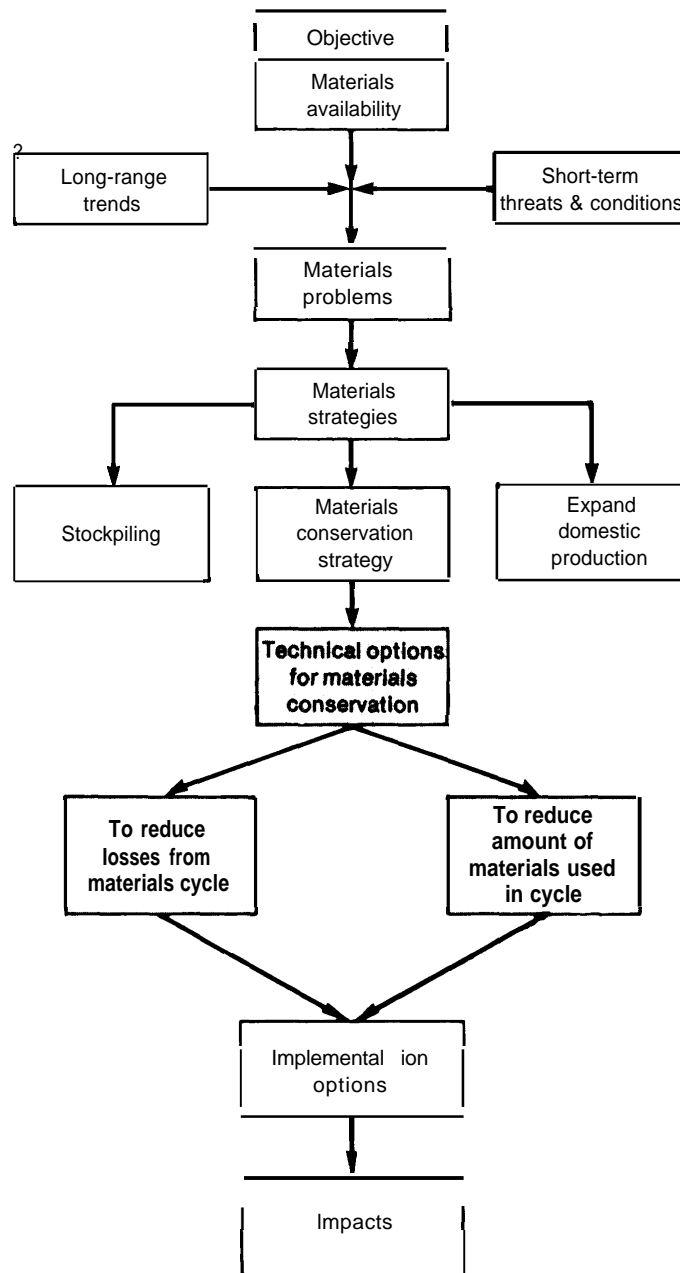 Objective
Materials
availability
?
Long-range
trends
Short-term
threats & conditions
Materials
problems
Materials
strategies
Stockpiling
Materials
conservation
strategy
Expand
domestic
production
Technical options
for materials
conservation
To reduce
losses from
materials cycle
To reduce
amount of
materials used
in cycle
Implemental ion
options
Impacts